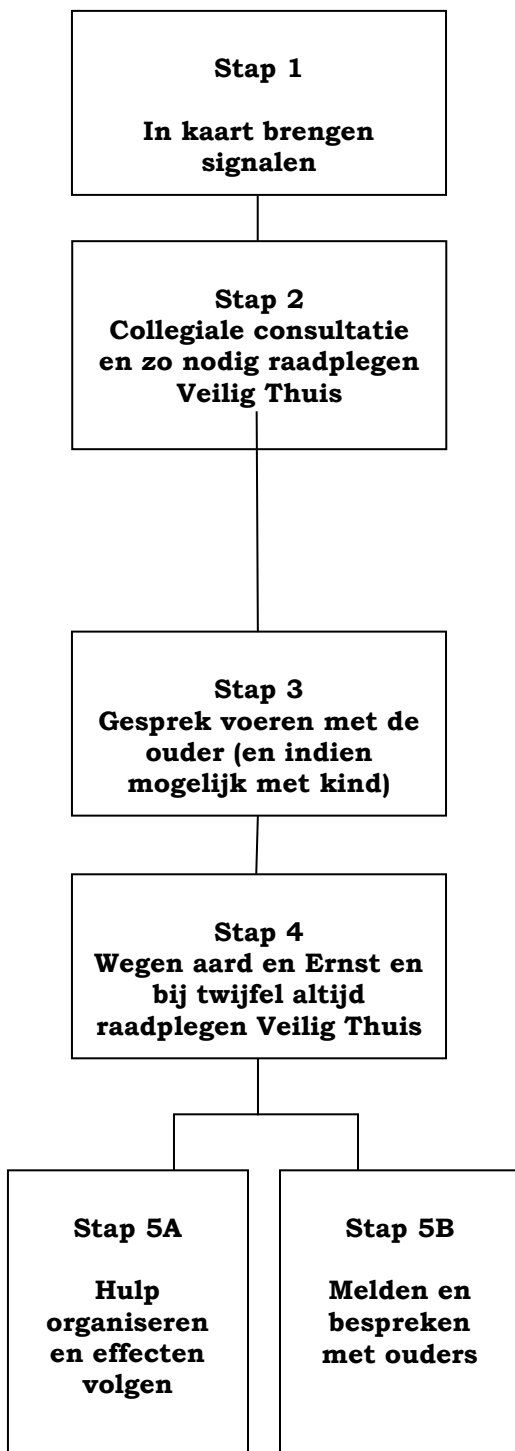 Stap 1
In kaart brengen
signalen
Stap 2
Collegiale consultatie
en zo nodig raadplegen
Veilig Thuis
Stap 3
Gesprek voeren met de
ouder (en indien
mogelijk met kind)
Stap 4
Wegen aard en Ernst en
bij twijfel altijd
raadplegen Veilig Thuis
Stap 5A
Hulp
organiseren
en effecten
volgen
Stap 5B
Melden en
bespreken
met ouders